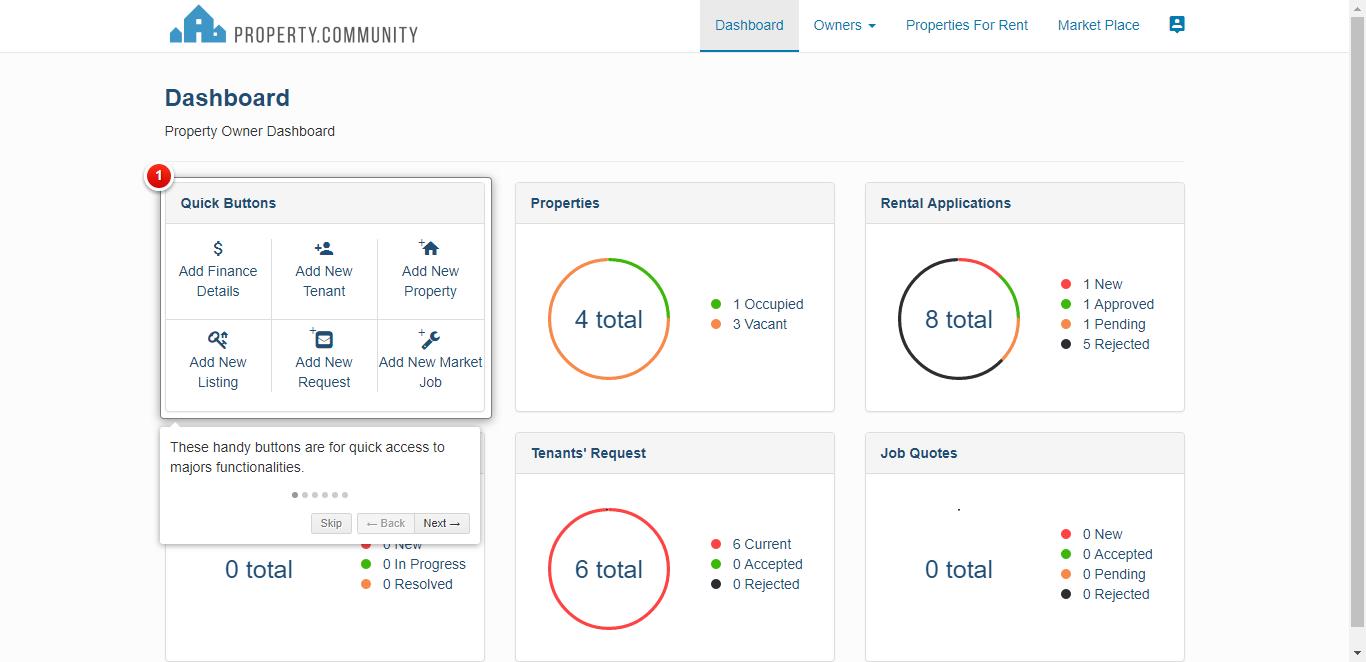 PROPERTY.COMMUNITY
Dashboard
Owners
Properties For Rent
Market Place
Dashboard
Property Owner Dashboard
1
Quick Buttons
$
Add Finance
Details
Add New
Tenant
Add New
Property
Add New
Listing
Add New
Request
Add New Market
Job
Properties
4 total
1 Occupied
3 Vacant
Rental Applications
8 total
1 New
1 Approved
1 Pending
5 Rejected
These handy buttons are for quick access to
majors functionalities.
Skip
← Back
Next →
0 total
0 New
0 In Progress
0 Resolved
Tenants' Request
6 total
6 Current
0 Accepted
0 Rejected
Job Quotes
0 total
0 New
0 Accepted
0 Pending
0 Rejected